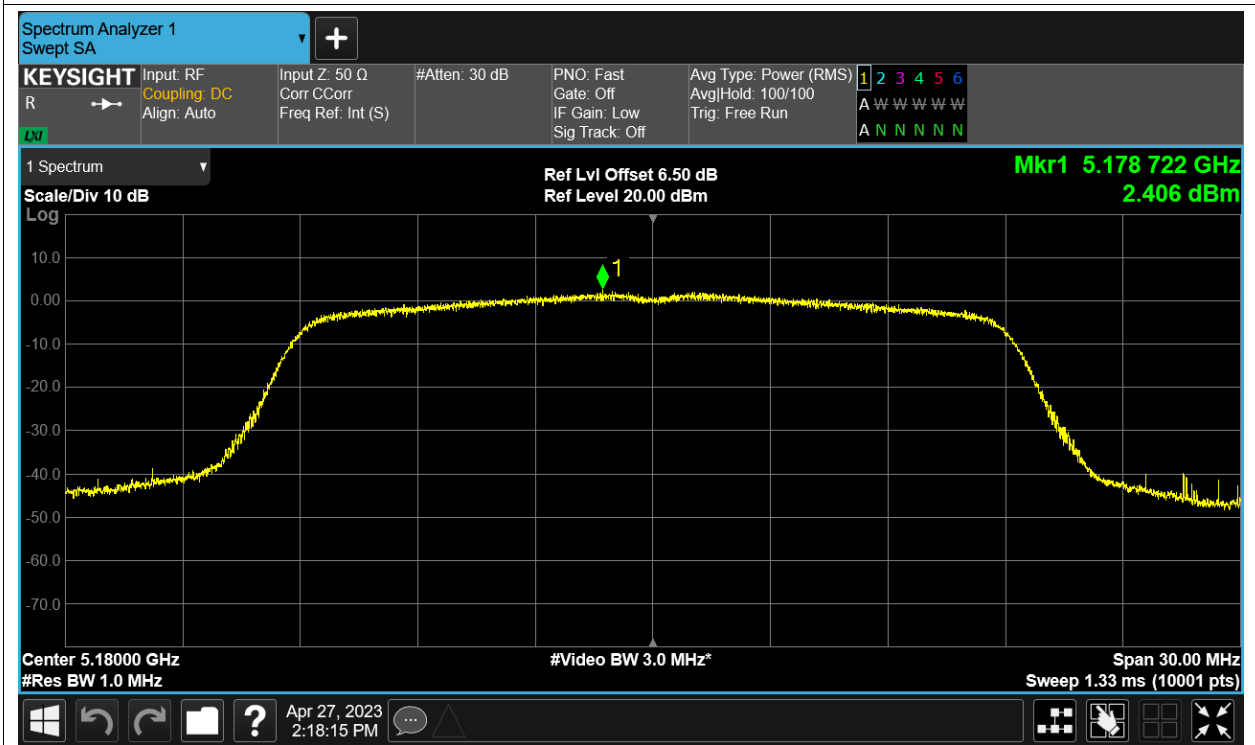 Spectrum Analyzer 1
Swept SA
+
KEYSIGHT Input: RF Input Z: 50 Ω #Atten: 30 dB PNO: Fast Avg Type: Power (RMS) 1 2 3 4 5 6
R Coupling: DC Corr CCorr Gate: Off Avg|Hold: 100/100 A W W W W W
Align: Auto Freq Ref: Int (S) IF Gain: Low Trig: Free Run
LXI Sig Track: Off A N N N N N
1 Spectrum
Ref Lvl Offset 6.50 dB
Mkr1 5.178 722 GHz
Scale/Div 10 dB
Ref Level 20.00 dBm
2.406 dBm
Log
1
10.0
0.00
-10.0
-20.0
-30.0
-40.0
-50.0
-60.0
-70.0
Center 5.18000 GHz #Video BW 3.0 MHz* Span 30.00 MHz
#Res BW 1.0 MHz Sweep 1.33 ms (10001 pts)
? Apr 27, 2023
2:18:15 PM